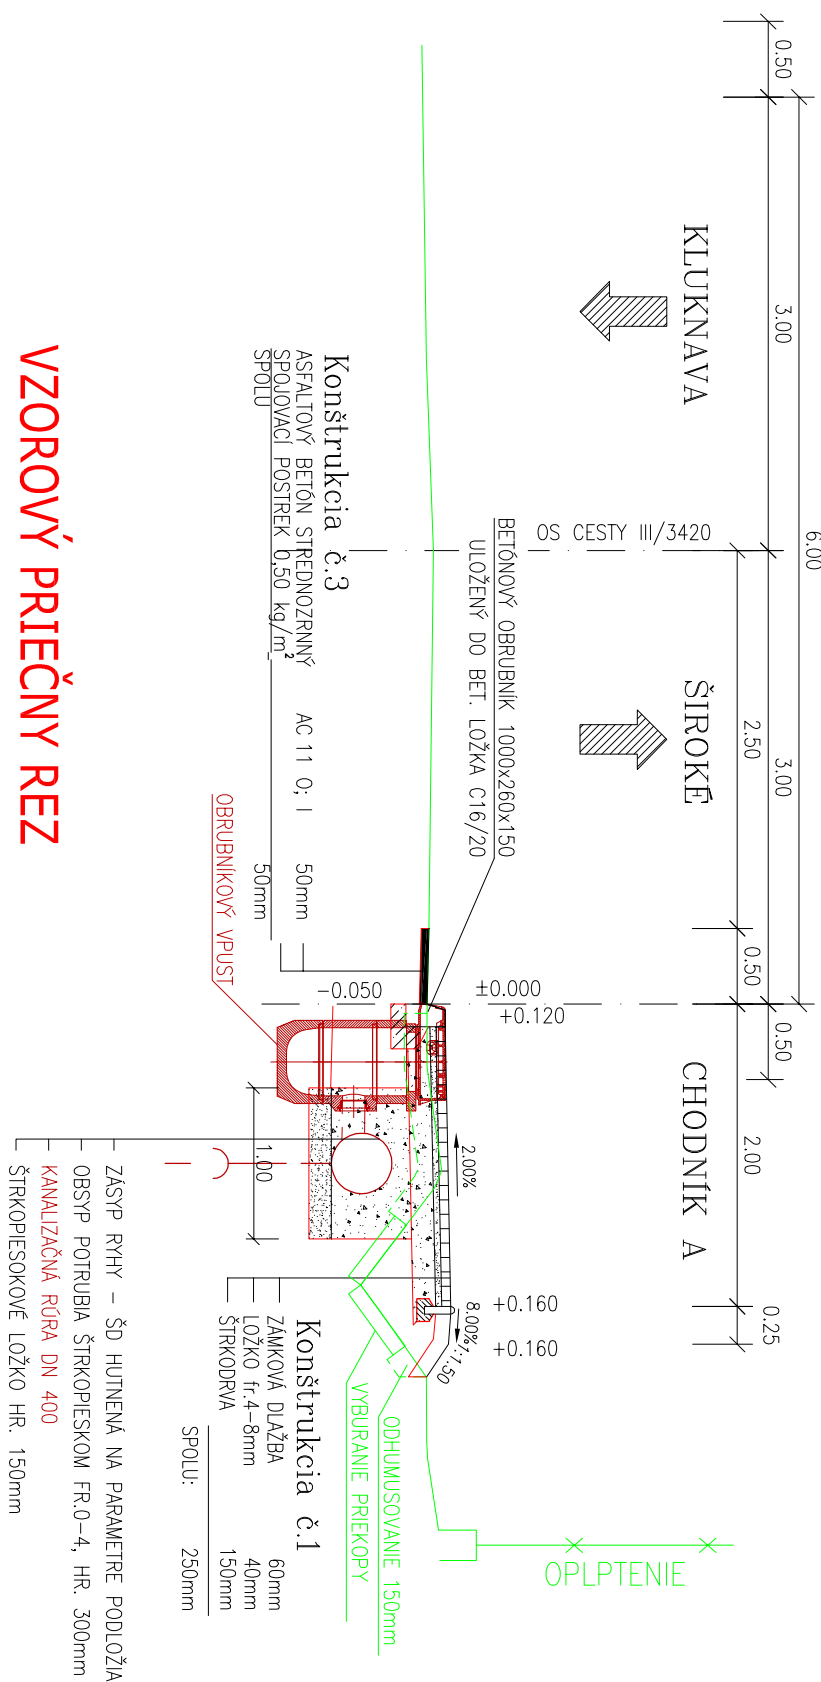 0.50
6.00
3.00
3.00
2.50
0.50
0.50
2.00
0.25
KLUKNAVA
ŠIROKÉ
CHODNÍK A
OS CESTY III/3420
BETÓNOVÝ OBRUBNÍK 1000x260x150
ULOŽENÝ DO BET. LOŽKA C16/20
±0.000
+0.120
-0.050
+0.160
+0.160
2.00%
8.00%
1:1.50
OPLPTENIE
Konštrukcia č.3
ASFALTOVÝ BETÓN STREDNOZRNNÝ AC 11 O; I 50mm
SPOJOVACÍ POSTREK 0,50 kg/m² -
SPOLU 50mm
OBRUBNÍKOVÝ VPUST
1.00
Konštrukcia č.1
ZÁMKOVÁ DLAŽBA 60mm
LOŽKO fr.4-8mm 40mm
ŠTRKODRVA 150mm
SPOLU: 250mm
ODHUMUSOVANIE 150mm
VYBURANIE PRIEKOPY
ZÁSYP RYHY - ŠD HUTNENÁ NA PARAMETRE PODLOŽIA
OBSYP POTRUBIA ŠTRKOPIESKOM FR.0-4, HR. 300mm
KANALIZAČNÁ RÚRA DN 400
ŠTRKOPIESOKOVÉ LOŽKO HR. 150mm
VZOROVÝ PRIEČNY REZ